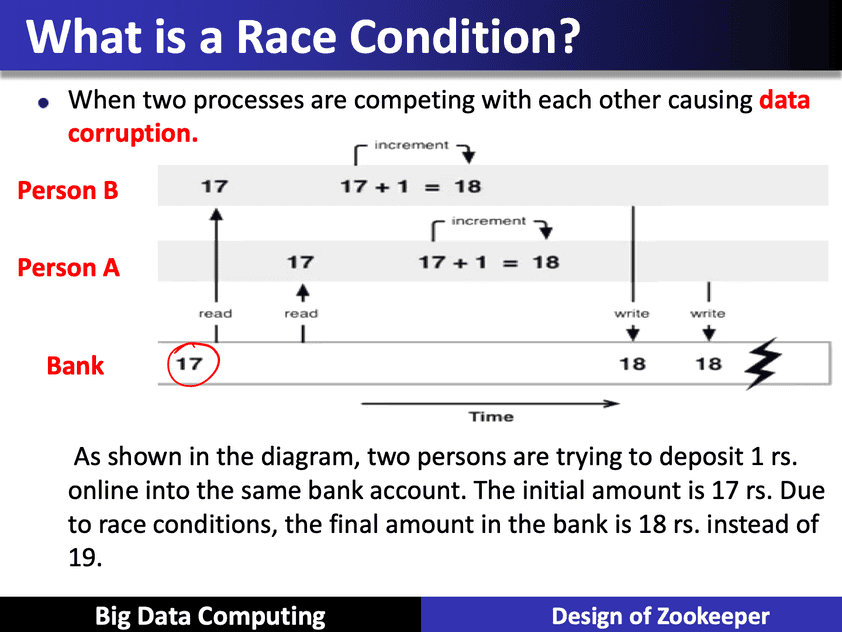 What is a Race Condition?
• When two processes are competing with each other causing data
corruption.
increment
Person B 17 17 + 1 = 18
increment
Person A 17 17 + 1 = 18
read read write write
Bank 17 18 18
Time
As shown in the diagram, two persons are trying to deposit 1 rs.
online into the same bank account. The initial amount is 17 rs. Due
to race conditions, the final amount in the bank is 18 rs. instead of
19.
Big Data Computing Design of Zookeeper